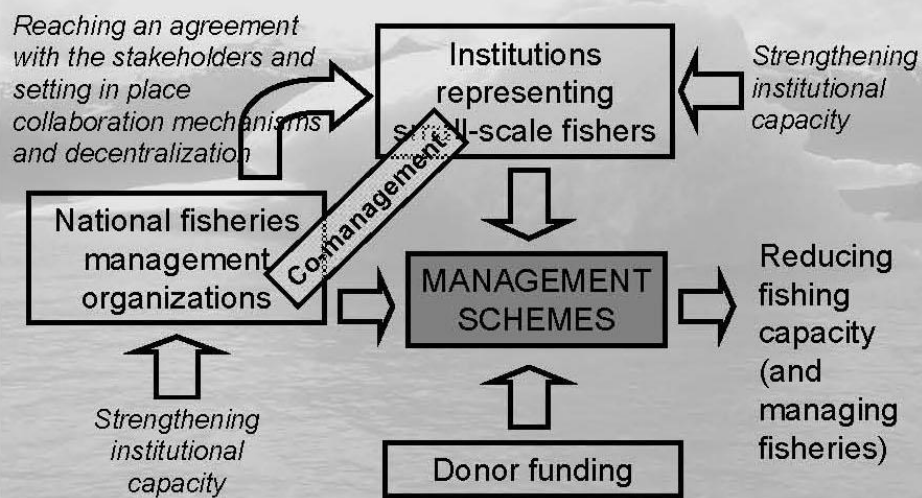 Reaching an agreement
with the stakeholders and
setting in place
collaboration mechanisms
and decentralization
Institutions
representing
small-scale fishers
Strengthening
institutional
capacity
Co-management
National fisheries
management
organizations
MANAGEMENT
SCHEMES
Reducing
fishing
capacity
(and
managing
fisheries)
Strengthening
institutional
capacity
Donor funding